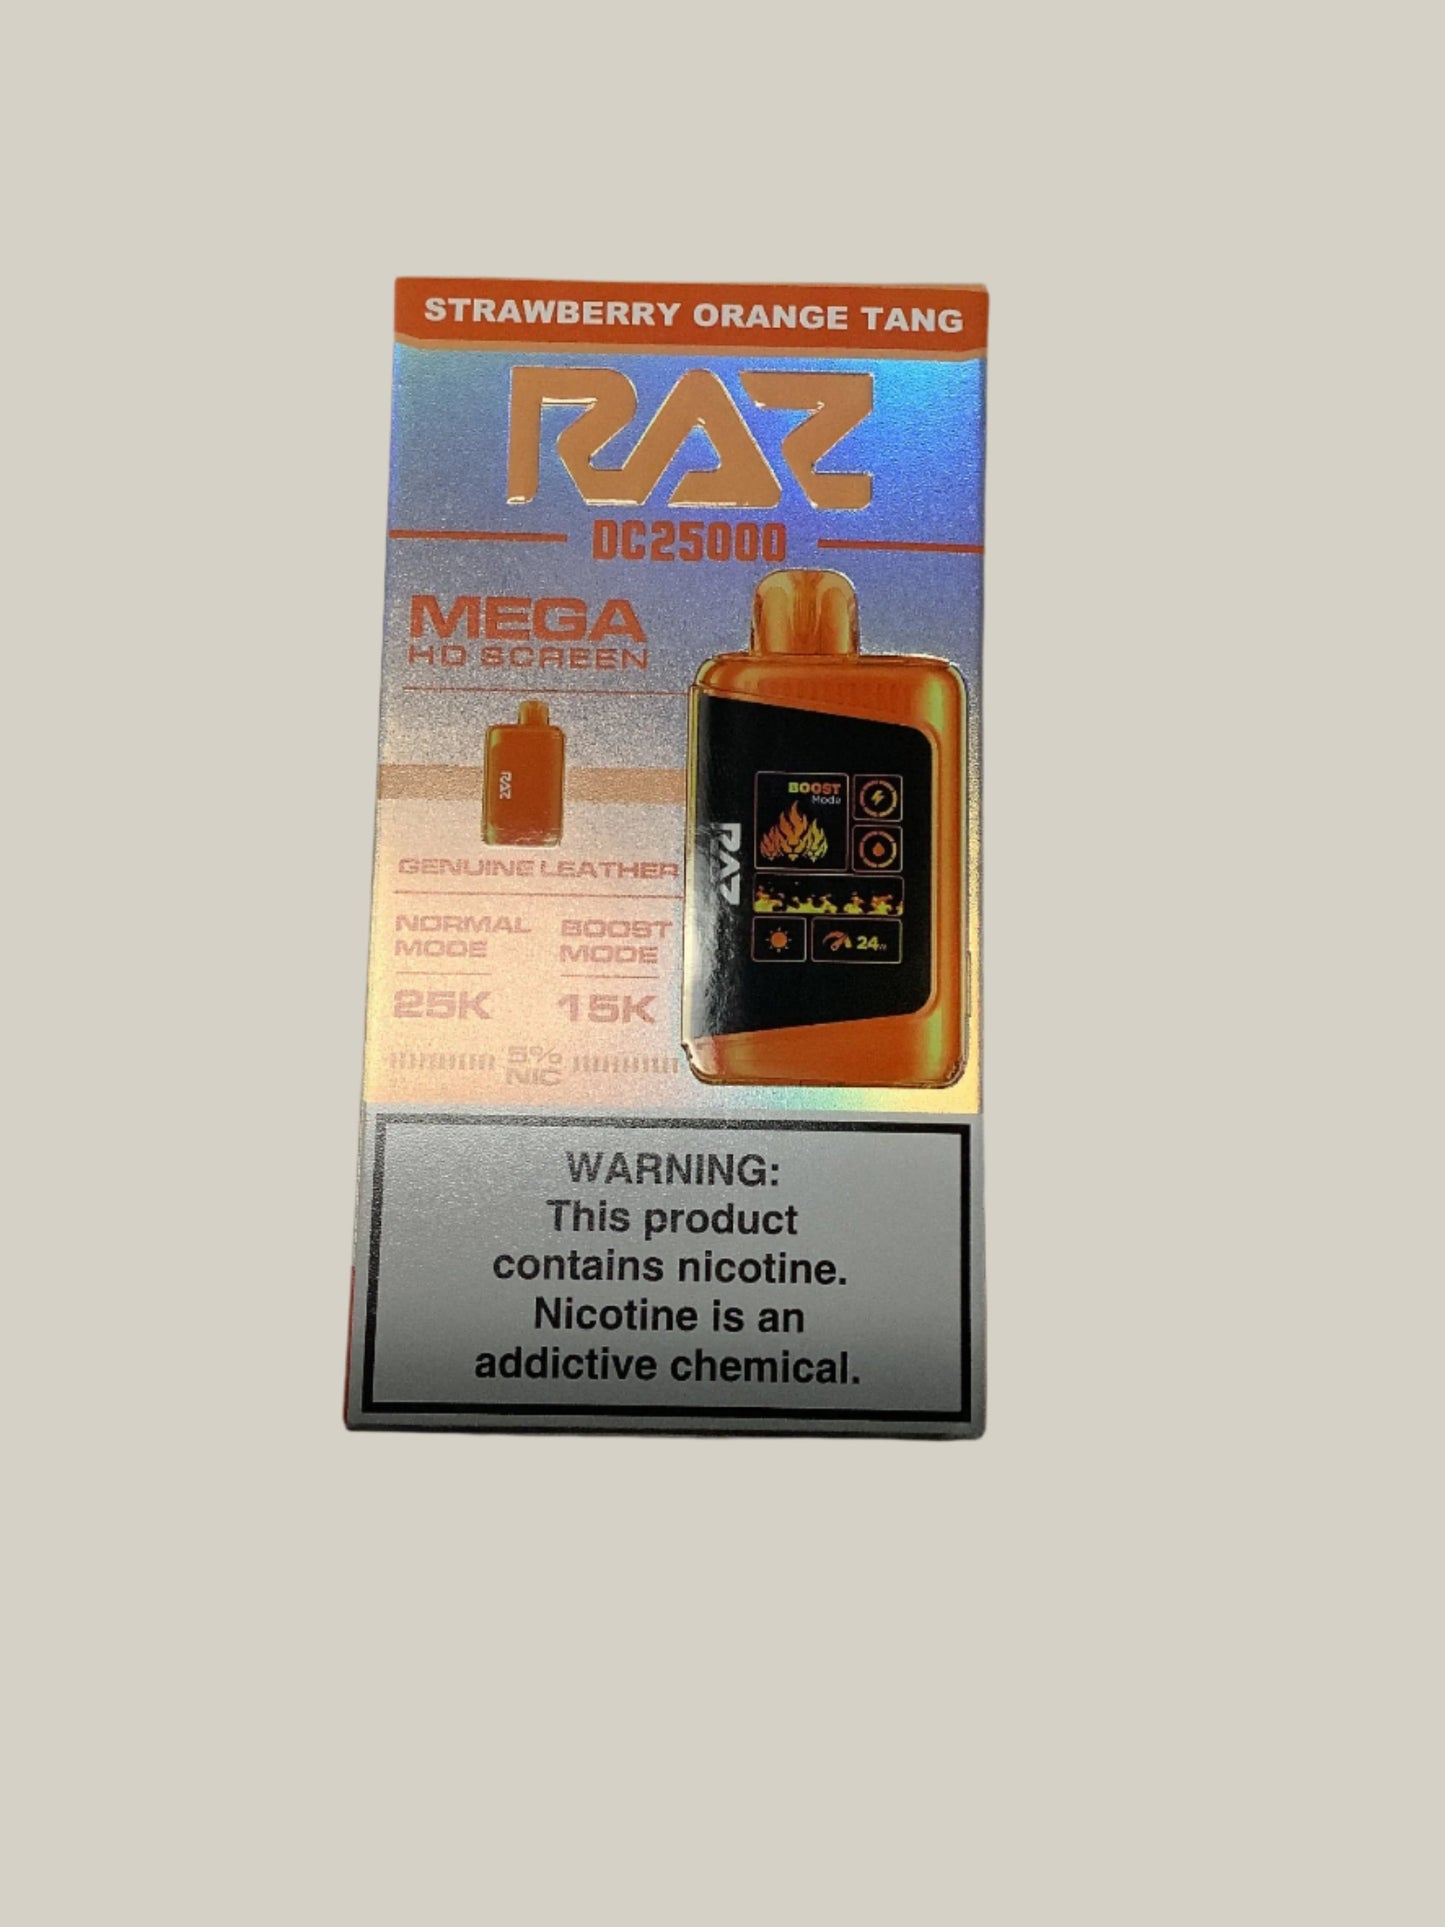 STRAWBERRY ORANGE TANG
RAZ
DC25000
MEGA
HD SCREEN
RAZ
GENUINE LEATHER
NORMAL
MODE
25K
BOOST
MODE
15K
5%
NIC
BOOST
Mode
RAZ
24
WARNING:
This product
contains nicotine.
Nicotine is an
addictive chemical.